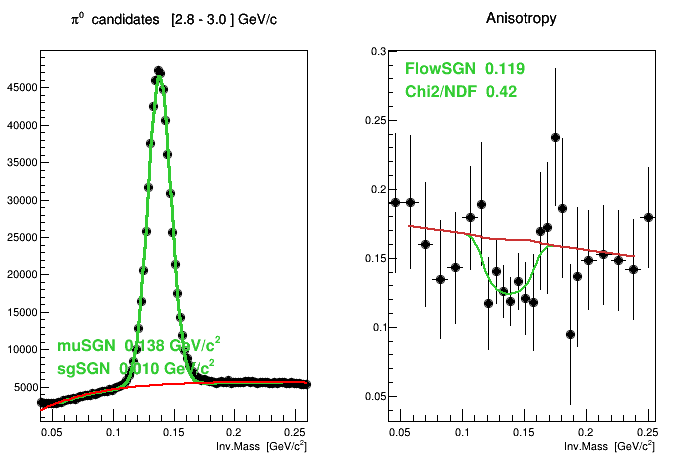 π⁰ candidates [2.8 - 3.0 ] GeV/c
45000
40000
35000
30000
25000
20000
15000
10000
5000
muSGN 0.138 GeV/c²
sgSGN 0.010 GeV/c²
0.05 0.1 0.15 0.2 0.25
Inv.Mass [GeV/c²]
Anisotropy
0.3
0.25
0.2
0.15
0.1
0.05
FlowSGN 0.119
Chi2/NDF 0.42
0.05 0.1 0.15 0.2 0.25
Inv.Mass [GeV/c²]